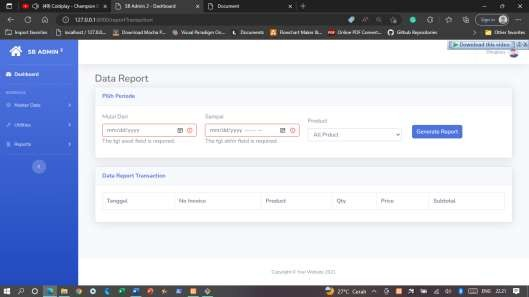 (49) Coldplay - Champion O
SB Admin 2 - Dashboard
Document
127.0.0.1:8000/reportTransaction
Sign in
Import favorites
localhost / 127.0.0...
Download Mocha P...
Visual Paradigm On...
Documents
Flowchart Maker &...
Online PDF Convert...
GitHub Repositories
Other favorites
SB ADMIN 2
Download this video
Dashboard
Master Data
Utilities
Reports
Data Report
Pilih Periode
Mulai Dari
Sampai
Product
mm/dd/yyyy
mm/dd/yyyy --:-- --
All Prduct
Generate Report
The tgl awal field is required.
The tgl akhir field is required.
Data Report Transaction
Tanggal
No Invoice
Product
Qty
Price
Subtotal
Copyright © Your Website 2021
27°C Cerah
ENG
22.21